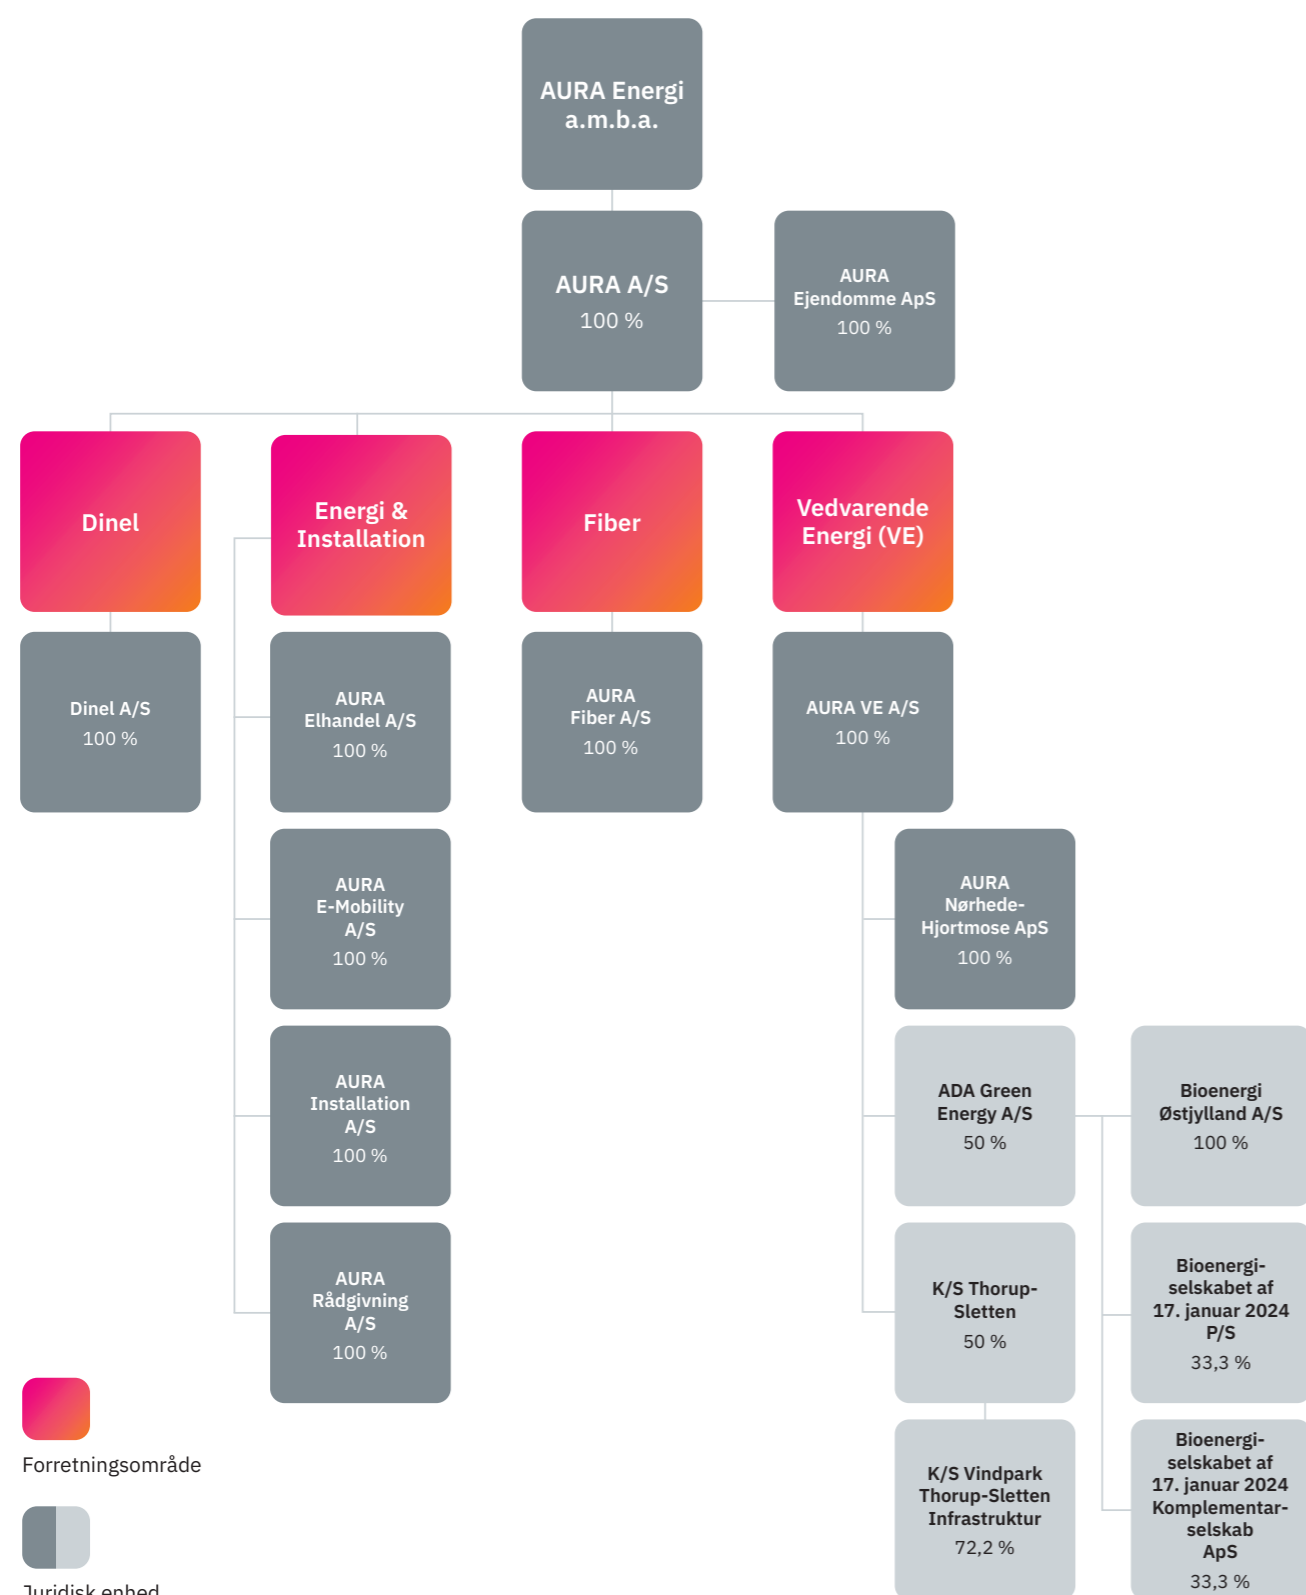 AURA Energi
a.m.b.a.
AURA A/S
100 %
AURA
Ejendomme ApS
100 %
Dinel
Energi &
Installation
Fiber
Vedvarende
Energi (VE)
Dinel A/S
100 %
AURA
Elhandel A/S
100 %
AURA
Fiber A/S
100 %
AURA VE A/S
100 %
AURA
E-Mobility
A/S
100 %
AURA
Nørhede-
Hjortmose ApS
100 %
AURA
Installation
A/S
100 %
ADA Green
Energy A/S
50 %
Bioenergi
Østjylland A/S
100 %
AURA
Rådgivning
A/S
100 %
K/S Thorup-
Sletten
50 %
Bioenergi-
selskabet af
17. januar 2024
P/S
33,3 %
K/S Vindpark
Thorup-Sletten
Infrastruktur
72,2 %
Bioenergi-
selskabet af
17. januar 2024
Komplementar-
selskab
ApS
33,3 %
Forretningsområde
Juridisk enhed